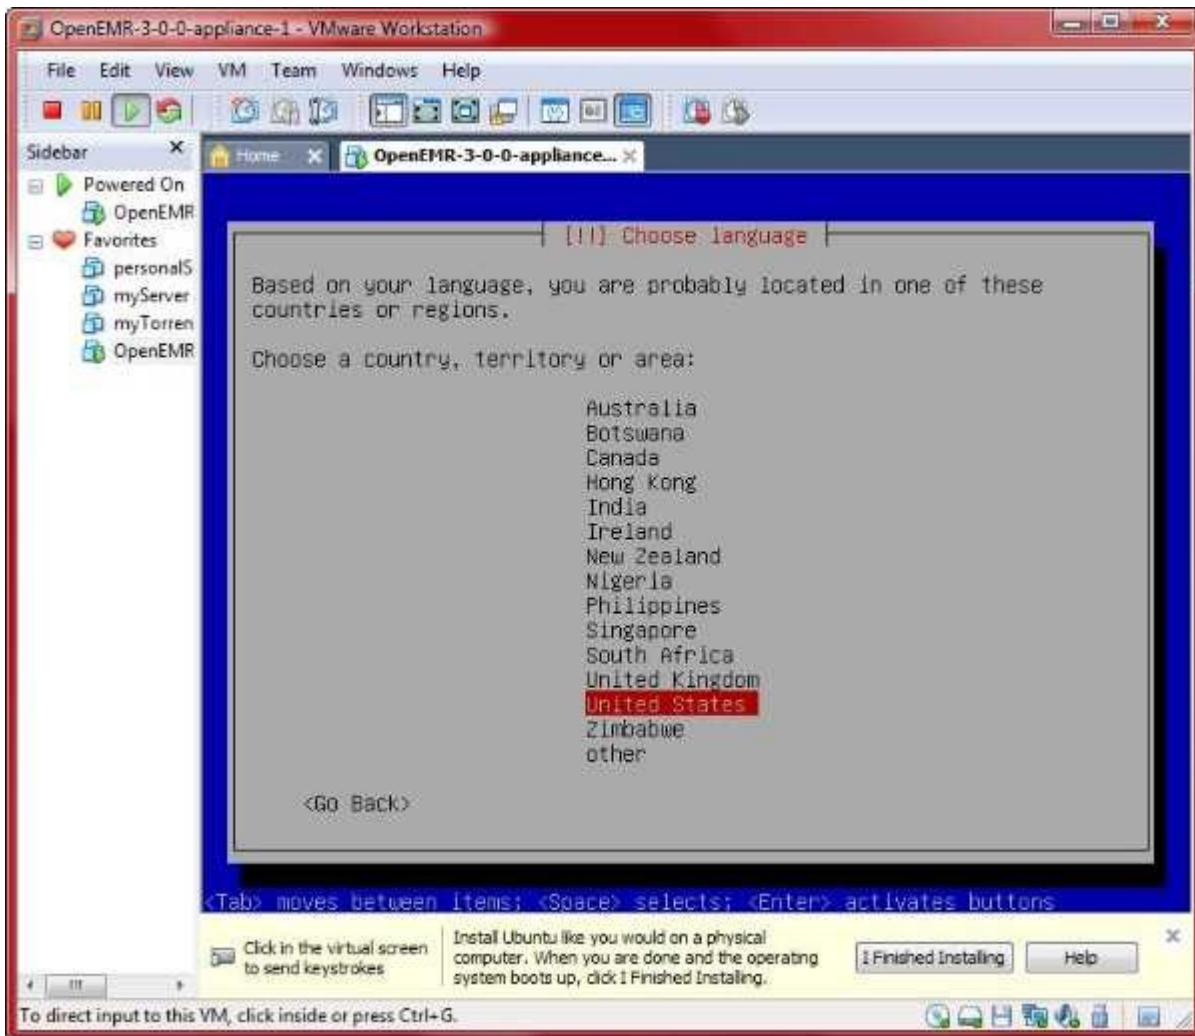 OpenEMR-3-0-0-appliance-1 - VMware Workstation
File Edit View VM Team Windows Help
Sidebar
Home
OpenEMR-3-0-0-appliance...
Powered On
OpenEMR
Favorites
personalS
myServer
myTorren
OpenEMR
[!!] Choose language
Based on your language, you are probably located in one of these
countries or regions.
Choose a country, territory or area:
Australia
Botswana
Canada
Hong Kong
India
Ireland
New Zealand
Nigeria
Philippines
Singapore
South Africa
United Kingdom
United States
Zimbabwe
other
<Go Back>
<Tab> moves between items; <Space> selects; <Enter> activates buttons
Click in the virtual screen
to send keystrokes
Install Ubuntu like you would on a physical
computer. When you are done and the operating
system boots up, click I Finished Installing.
I Finished Installing
Help
To direct input to this VM, click inside or press Ctrl+G.